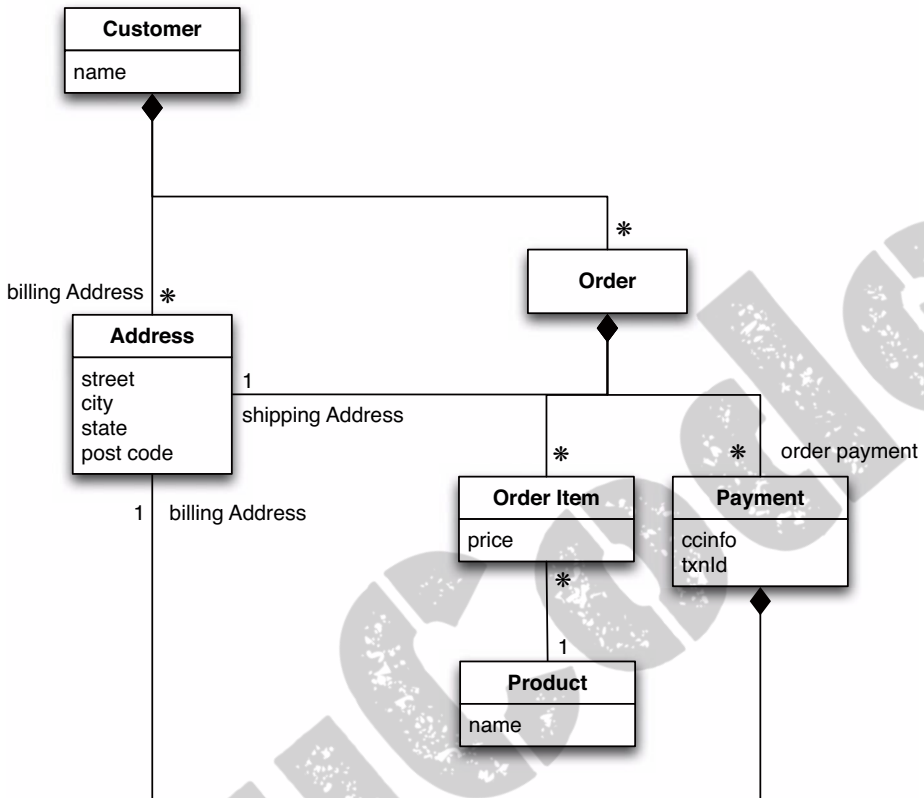 Customer
name
*
Order
billing Address *
Address
street
city
state
post code
1
shipping Address
*
Order Item
price
* order payment
Payment
ccinfo
txnId
1 billing Address
*
1
Product
name